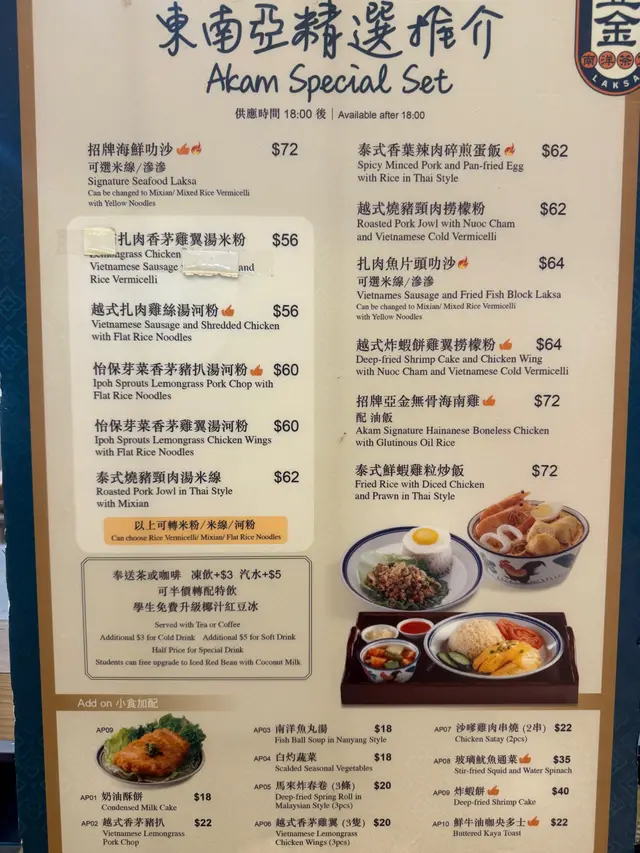 東南亞精選推介
Akam Special Set
供應時間 18:00 後 | Available after 18:00
金
南洋茶
LAKSA
招牌海鮮叻沙 $72
可選米線/滲滲
Signature Seafood Laksa
Can be changed to Mixian/ Mixed Rice Vermicelli
with Yellow Noodles
扎肉香茅雞翼湯米粉 $56
Lemongrass Chicken
Vietnamese Sausage and
Rice Vermicelli
越式扎肉雞絲湯河粉 $56
Vietnamese Sausage and Shredded Chicken
with Flat Rice Noodles
怡保芽菜香茅豬扒湯河粉 $60
Ipoh Sprouts Lemongrass Pork Chop with
Flat Rice Noodles
怡保芽菜香茅雞翼湯河粉 $60
Ipoh Sprouts Lemongrass Chicken Wings
with Flat Rice Noodles
泰式燒豬頸肉湯米線 $62
Roasted Pork Jowl in Thai Style
with Mixian
以上可轉米粉/米線/河粉
Can choose Rice Vermicelli/ Mixian/ Flat Rice Noodles
奉送茶或咖啡 凍飲+$3 汽水+$5
可半價轉配特飲
學生免費升級椰汁紅豆冰
Served with Tea or Coffee
Additional $3 for Cold Drink Additional $5 for Soft Drink
Half Price for Special Drink
Students can free upgrade to Iced Red Bean with Coconut Milk
泰式香葉辣肉碎煎蛋飯 $62
Spicy Minced Pork and Pan-fried Egg
with Rice in Thai Style
越式燒豬頸肉撈檬粉 $62
Roasted Pork Jowl with Nuoc Cham
and Vietnamese Cold Vermicelli
扎肉魚片頭叻沙 $64
可選米線/滲滲
Vietnames Sausage and Fried Fish Block Laksa
Can be changed to Mixian/ Mixed Rice Vermicelli
with Yellow Noodles
越式炸蝦餅雞翼撈檬粉 $64
Deep-fried Shrimp Cake and Chicken Wing
with Nuoc Cham and Vietnamese Cold Vermicelli
招牌亞金無骨海南雞 $72
配 油飯
Akam Signature Hainanese Boneless Chicken
with Glutinous Oil Rice
泰式鮮蝦雞粒炒飯 $72
Fried Rice with Diced Chicken
and Prawn in Thai Style
Add on 小食加配
AP09
AP01 奶油酥餅 $18
Condensed Milk Cake
AP02 越式香茅豬扒 $22
Vietnamese Lemongrass
Pork Chop
AP03 南洋魚丸湯 $18
Fish Ball Soup in Nanyang Style
AP04 白灼蔬菜 $18
Scalded Seasonal Vegetables
AP05 馬來炸春卷 (3條) $20
Deep-fried Spring Roll in
Malaysian Style (3pcs)
AP06 越式香茅雞翼 (3隻) $20
Vietnamese Lemongrass
Chicken Wings (3pcs)
AP07 沙嗲雞肉串燒 (2串) $22
Chicken Satay (2pcs)
AP08 玻璃魷魚通菜 $35
Stir-fried Squid and Water Spinach
AP09 炸蝦餅 $40
Deep-fried Shrimp Cake
AP10 鮮牛油咖央多士 $22
Buttered Kaya Toast